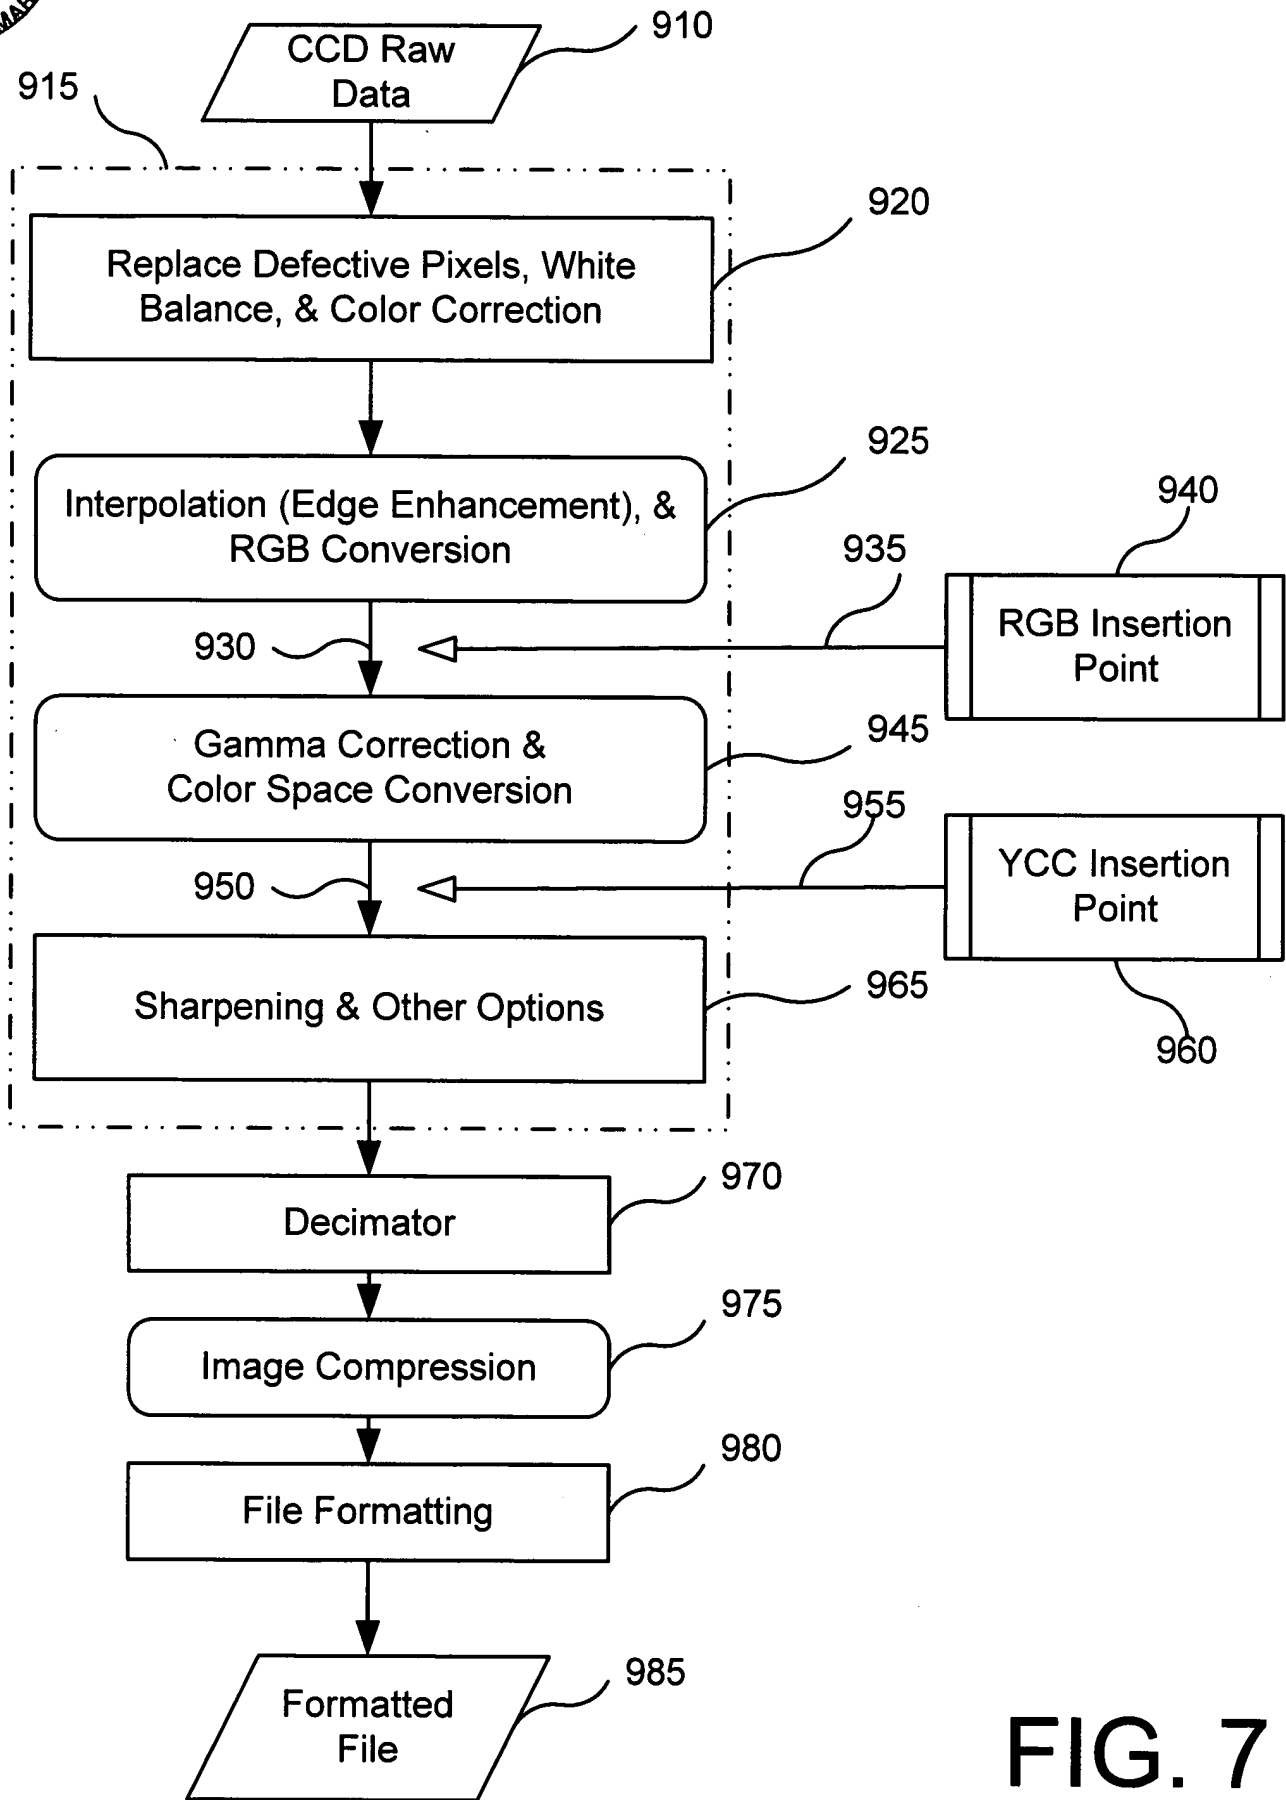 MAR
910
CCD Raw
Data
915
920
Replace Defective Pixels, White
Balance, & Color Correction
925
Interpolation (Edge Enhancement), &
RGB Conversion
940
935
RGB Insertion
Point
930
945
Gamma Correction &
Color Space Conversion
955
YCC Insertion
Point
950
965
Sharpening & Other Options
960
970
Decimator
975
Image Compression
980
File Formatting
985
Formatted
File
FIG. 7